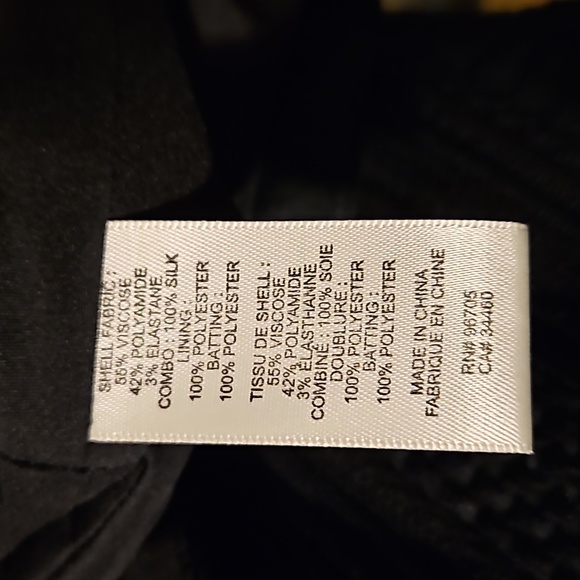 SHELL FABRIC :
55% VISCOSE
42% POLYAMIDE
3% ELASTANE
COMBO : 100% SILK
LINING :
100% POLYESTER
BATTING :
100% POLYESTER
TISSU DE SHELL :
55% VISCOSE
42% POLYAMIDE
3% ELASTHANNE
COMBINÉ : 100% SOIE
DOUBLURE :
100% POLYESTER
BATTING :
100% POLYESTER
MADE IN CHINA
FABRIQUE EN CHINE
RN# 96705
CA# 34400